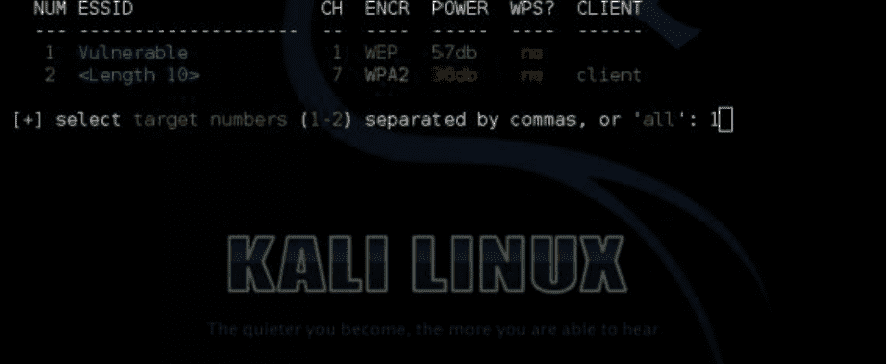 NUM ESSID CH ENCR POWER WPS? CLIENT
--- -------------------- -- ---- ----- ---- ------
1 Vulnerable 1 WEP 57db no
2 <Length 10> 7 WPA2 36db no client
[+] select target numbers (1-2) separated by commas, or 'all': 1
KALI LINUX
The quieter you become, the more you are able to hear.